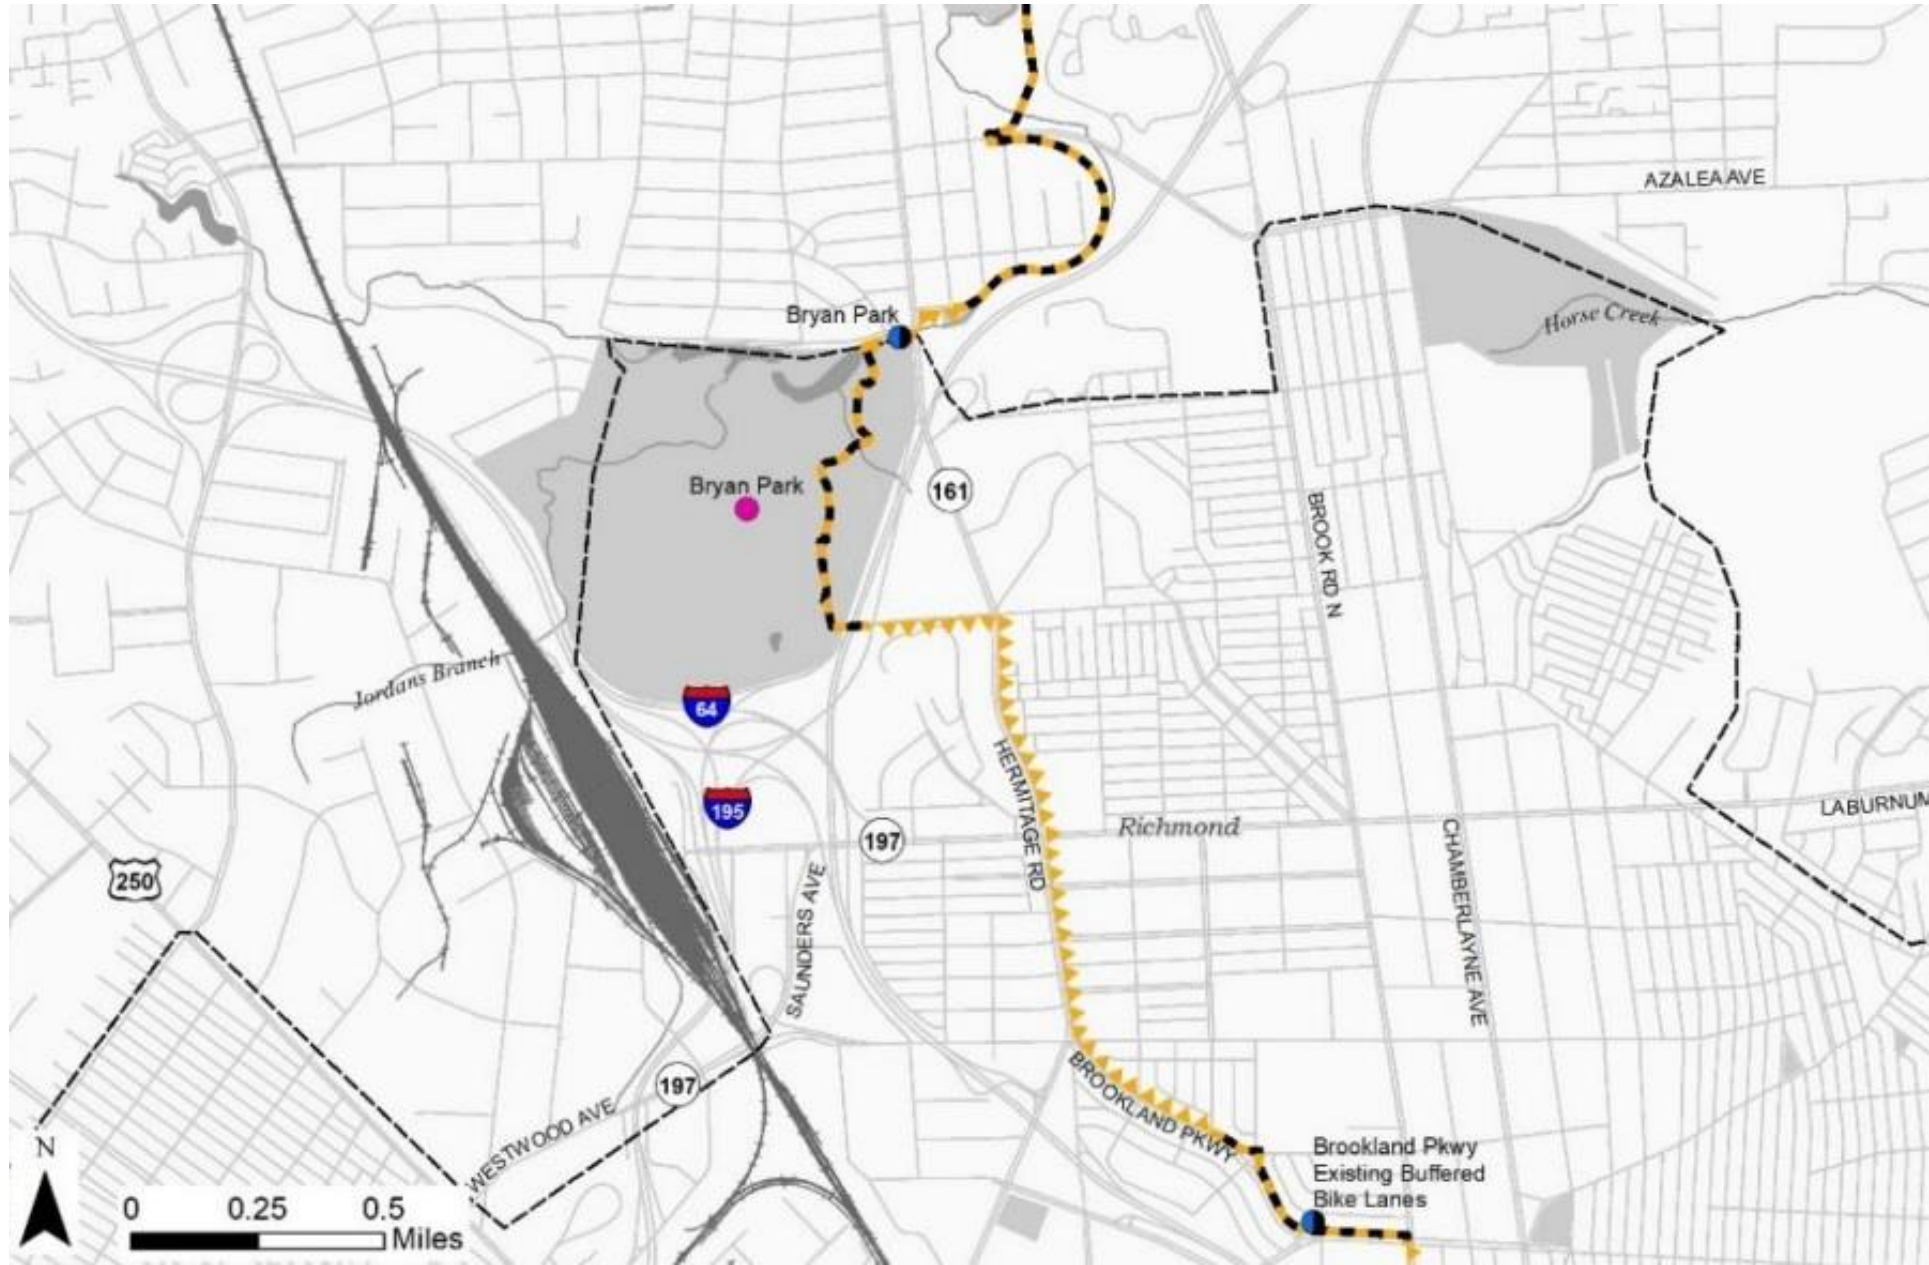 AZALEA AVE
Bryan Park
Horse Creek
Bryan Park
161
BROOK RD N
Jordans Branch
64
HERMITAGE RD
195
LABURNUM
Richmond
197
CHAMBERLAYNE AVE
250
SAUNDERS AVE
197
BROOKLAND PKWY
WESTWOOD AVE
N
Brookland Pkwy
Existing Buffered
Bike Lanes
0 0.25 0.5
Miles